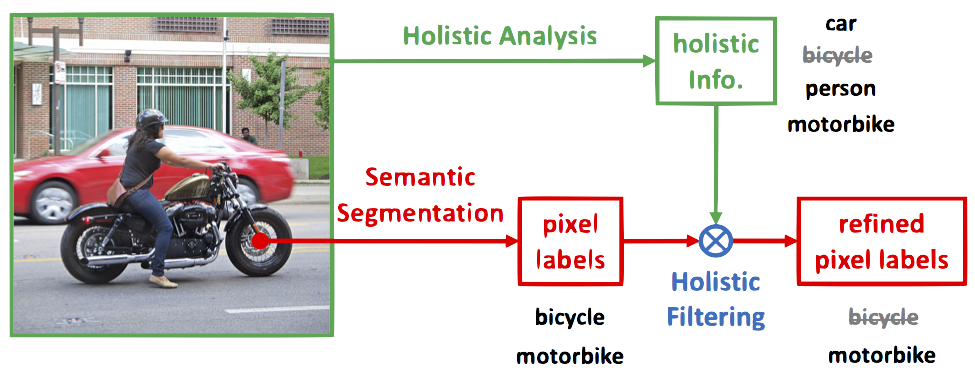 Holistic Analysis
holistic
Info.
car
bicycle
person
motorbike
Semantic
Segmentation
pixel
labels
Holistic
Filtering
refined
pixel labels
bicycle
motorbike
bicycle
motorbike